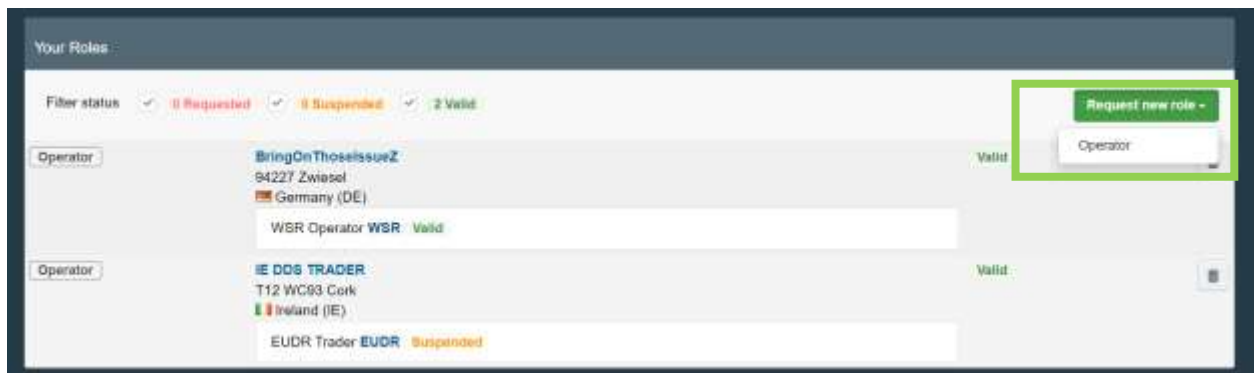 Your Roles
Filter status 0 Requested 0 Suspended 2 Valid Request new role
Operator
Operator BringOnThoseIssueZ Valid
94227 Zwiesel
Germany (DE)
WSR Operator WSR Valid
Operator IE DDS TRADER Valid
T12 WC93 Cork
Ireland (IE)
EUDR Trader EUDR Suspended